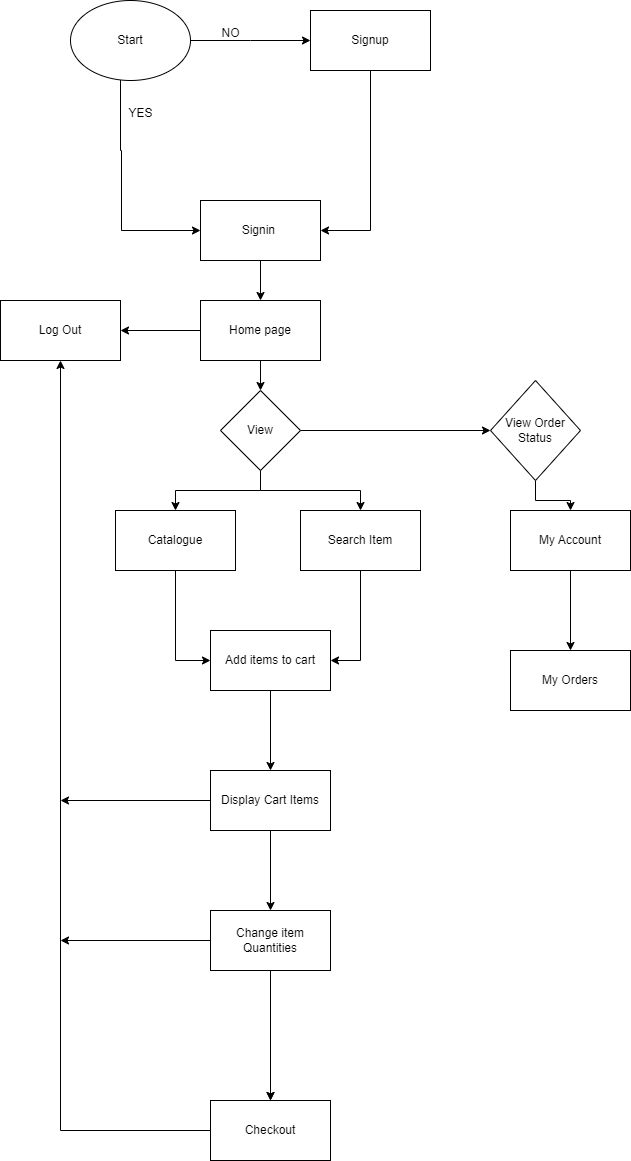 Start
NO
Signup
YES
Signin
Log Out
Home page
View
View Order
Status
Catalogue
Search Item
My Account
Add items to cart
My Orders
Display Cart Items
Change item
Quantities
Checkout